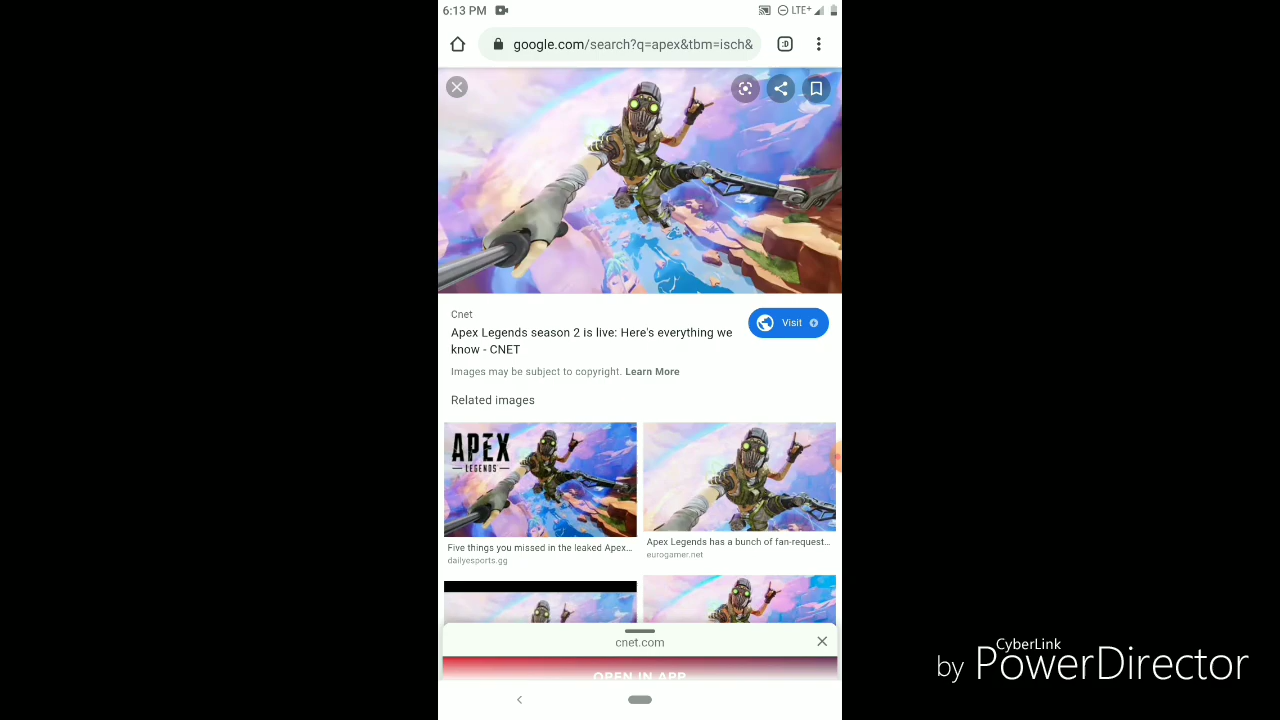 6:13 PM
LTE+
google.com/search?q=apex&tbm=isch&
:D
Cnet
Apex Legends season 2 is live: Here's everything we
know - CNET
Visit
Images may be subject to copyright. Learn More
Related images
APEX
LEGENDS
Five things you missed in the leaked Apex...
dailyesports.gg
Apex Legends has a bunch of fan-request...
eurogamer.net
cnet.com
OPEN IN APP
CyberLink
by PowerDirector